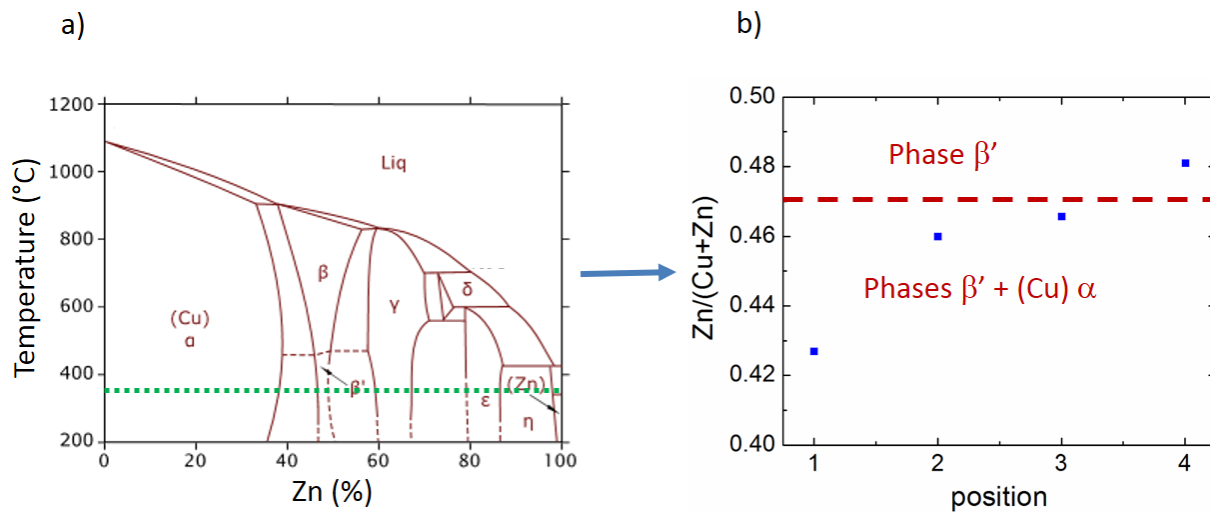 a)
1200
1000
800
600
400
200
Temperature (°C)
Liq
β
δ
γ
(Cu)
α
β'
(Zn)
ε
η
0
20
40
60
80
100
Zn (%)
b)
0.50
0.48
0.46
0.44
0.42
0.40
Zn/(Cu+Zn)
Phase β’
Phases β’ + (Cu) α
1
2
3
4
position